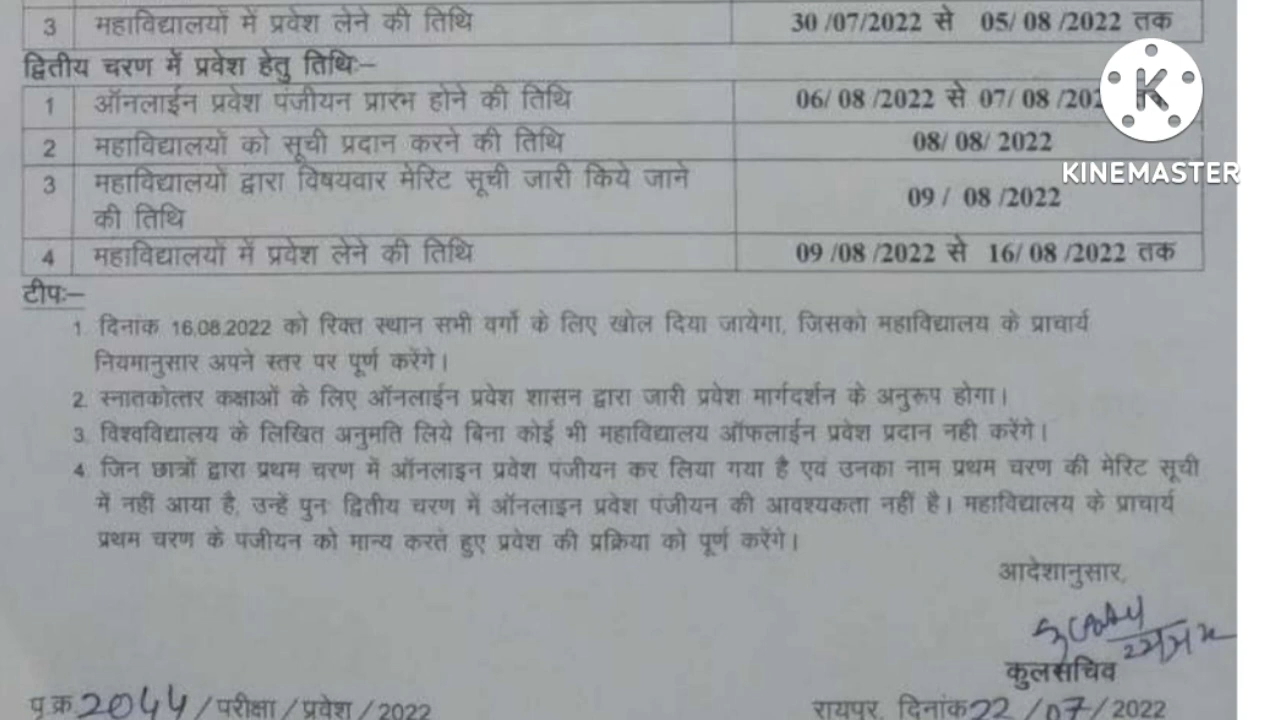 3 महाविद्यालयों में प्रवेश लेने की तिथि 30 /07/2022 से 05/ 08 /2022 तक
द्वितीय चरण में प्रवेश हेतु तिथिः–
1 ऑनलाईन प्रवेश पंजीयन प्रारंभ होने की तिथि 06/ 08 /2022 से 07/ 08
2 महाविद्यालयों को सूची प्रदान करने की तिथि 08/ 08/ 2022
3 महाविद्यालयों द्वारा विषयवार मेरिट सूची जारी किये जाने
की तिथि 09 / 08 /2022
4 महाविद्यालयों में प्रवेश लेने की तिथि 09 /08 /2022 से 16/ 08 /2022 तक
K
KINEMASTER
टीपः–
1. दिनांक 16.08.2022 को रिक्त स्थान सभी वर्गो के लिए खोल दिया जायेगा, जिसको महाविद्यालय के प्राचार्य
नियमानुसार अपने स्तर पर पूर्ण करेंगे।
2. स्नातकोत्तर कक्षाओं के लिए ऑनलाईन प्रवेश शासन द्वारा जारी प्रवेश मार्गदर्शन के अनुरूप होगा।
3. विश्वविद्यालय के लिखित अनुमति लिये बिना कोई भी महाविद्यालय ऑफलाईन प्रवेश प्रदान नही करेंगे।
4. जिन छात्रों द्वारा प्रथम चरण में ऑनलाइन प्रवेश पंजीयन कर लिया गया है एवं उनका नाम प्रथम चरण की मेरिट सूची
में नहीं आया है, उन्हें पुनः द्वितीय चरण में ऑनलाइन प्रवेश पंजीयन की आवश्यकता नहीं है। महाविद्यालय के प्राचार्य
प्रथम चरण के पंजीयन को मान्य करते हुए प्रवेश की प्रक्रिया को पूर्ण करेंगे।
आदेशानुसार,
कुलसचिव
पृ.क्र. 2044 / परीक्षा / प्रवेश / 2022 रायपुर, दिनांक 22 / 07 / 2022